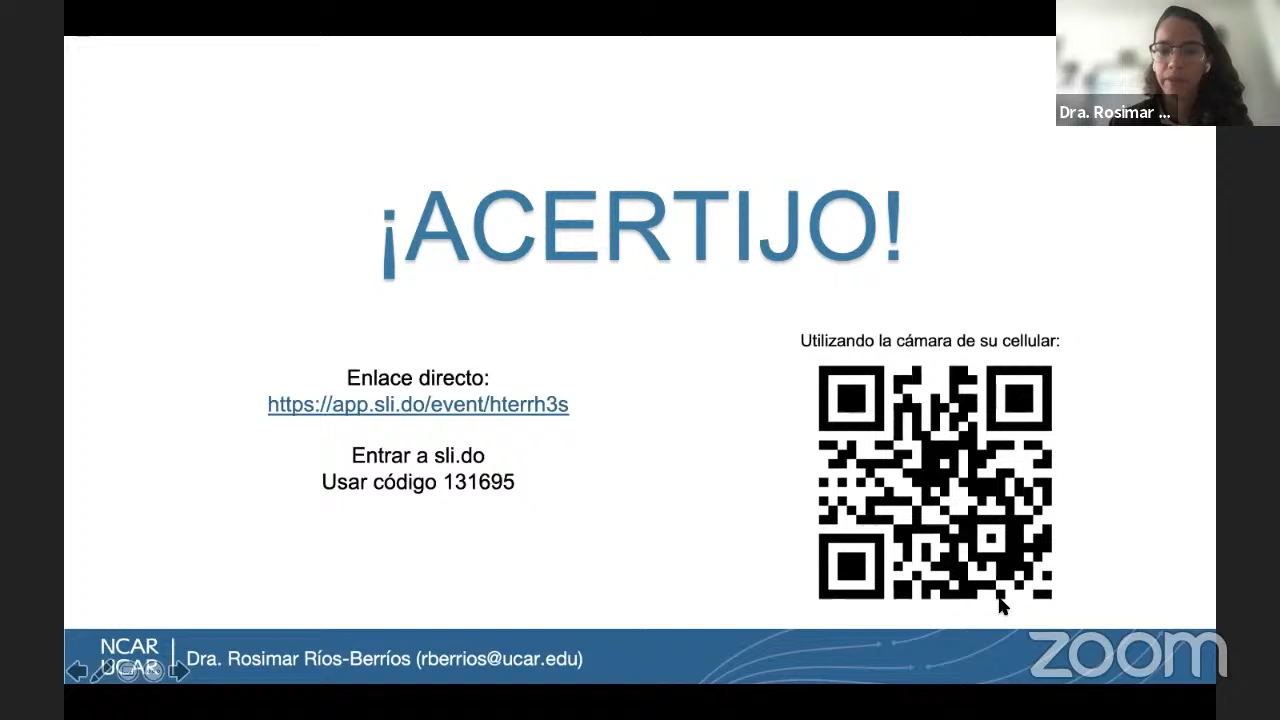 Dra. Rosimar ...
¡ACERTIJO!
Enlace directo:
https://app.sli.do/event/hterrh3s
Entrar a sli.do
Usar código 131695
Utilizando la cámara de su cellular:
NCAR
UCAR
Dra. Rosimar Ríos-Berríos (rberrios@ucar.edu)
zoom